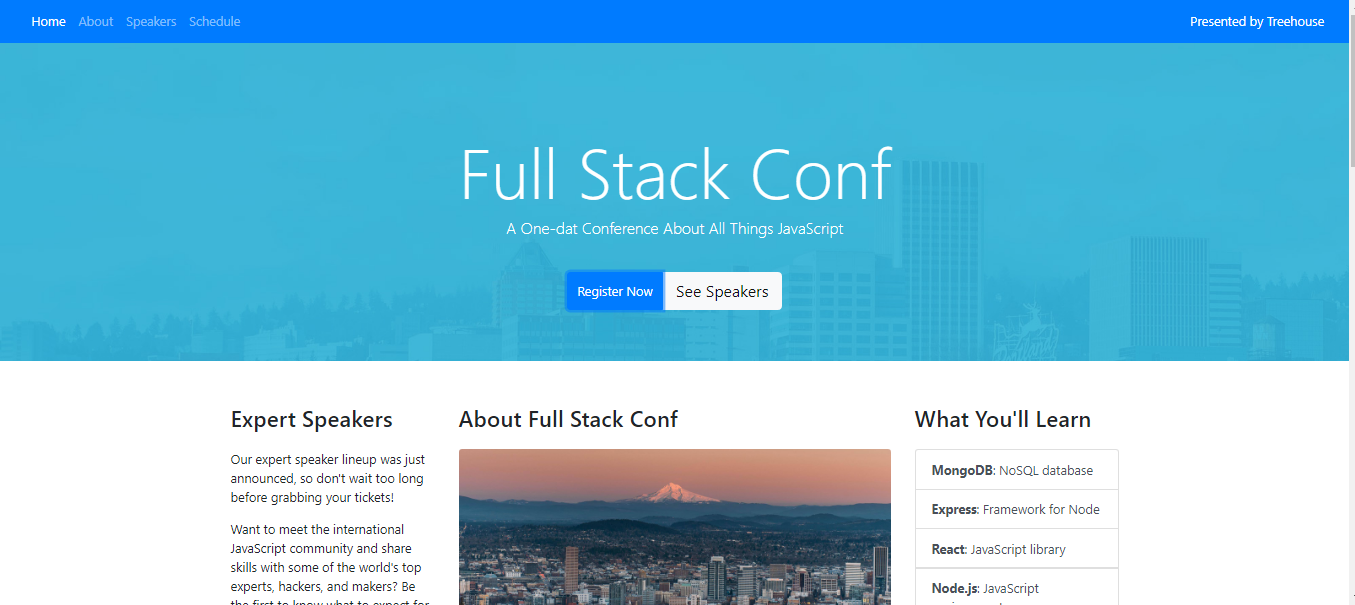 Home About Speakers Schedule Presented by Treehouse
Full Stack Conf
A One-dat Conference About All Things JavaScript
Register Now See Speakers
Expert Speakers
Our expert speaker lineup was just
announced, so don't wait too long
before grabbing your tickets!
Want to meet the international
JavaScript community and share
skills with some of the world's top
experts, hackers, and makers? Be
the first to know what to expect for
About Full Stack Conf
What You'll Learn
MongoDB: NoSQL database
Express: Framework for Node
React: JavaScript library
Node.js: JavaScript